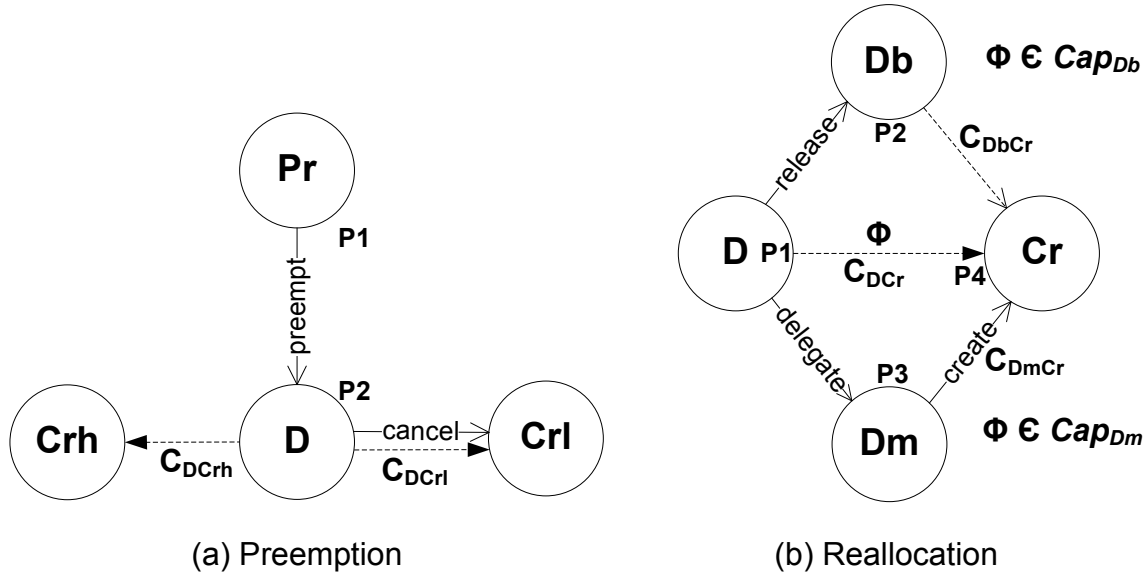 Pr
P1
preempt
P2
Crh
D
cancel
Crl
C_DCrh
C_DCrl
(a) Preemption
Db
Φ Є Cap_Db
P2
release
C_DbCr
D
P1
Φ
C_DCr
P4
Cr
delegate
P3
create
C_DmCr
Dm
Φ Є Cap_Dm
(b) Reallocation